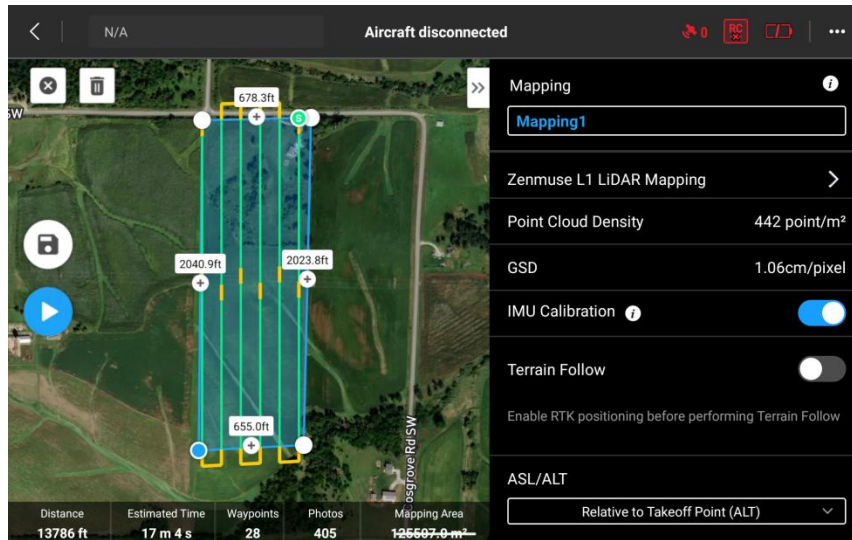 N/A
Aircraft disconnected
0
RC
SW
678.3ft
S
2040.9ft
2023.8ft
655.0ft
Cosgrove Rd SW
Distance
13786 ft
Estimated Time
17 m 4 s
Waypoints
28
Photos
405
Mapping Area
125507.0 m²
Mapping
Mapping1
Zenmuse L1 LiDAR Mapping
Point Cloud Density
442 point/m²
GSD
1.06cm/pixel
IMU Calibration
Terrain Follow
Enable RTK positioning before performing Terrain Follow
ASL/ALT
Relative to Takeoff Point (ALT)